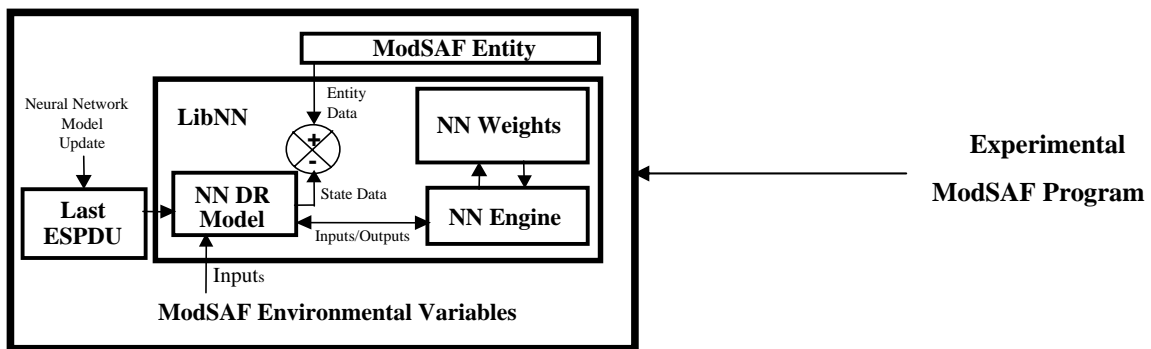 ModSAF Entity
Neural Network
Model
Update
Entity
Data
LibNN
+
-
NN Weights
NN DR
Model
State Data
NN Engine
Last
ESPDU
Inputs/Outputs
Inputs
ModSAF Environmental Variables
Experimental
ModSAF Program